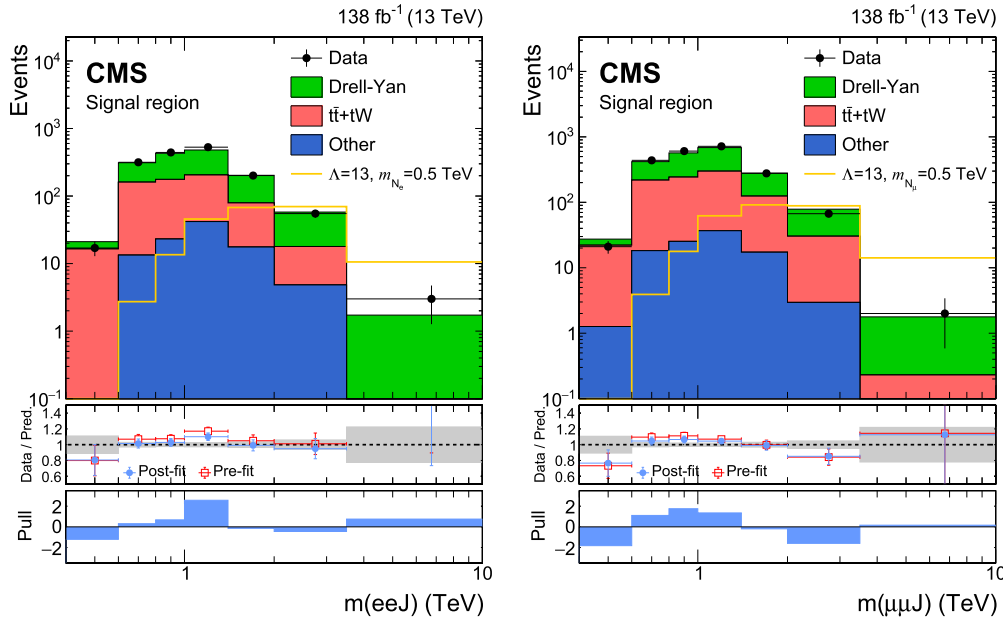 138 fb⁻¹ (13 TeV)
Events
CMS
Signal region
Data
Drell-Yan
tt̄+tW
Other
Λ=13, m_Nₑ=0.5 TeV
10⁴
10³
10²
10
1
10⁻¹
Data / Pred.
1.4
1.2
1
0.8
0.6
Post-fit
Pre-fit
Pull
2
0
−2
1
10
m(eeJ) (TeV)
138 fb⁻¹ (13 TeV)
Events
CMS
Signal region
Data
Drell-Yan
tt̄+tW
Other
Λ=13, m_N_μ=0.5 TeV
10⁴
10³
10²
10
1
10⁻¹
Data / Pred.
1.4
1.2
1
0.8
0.6
Post-fit
Pre-fit
Pull
2
0
−2
1
10
m(μμJ) (TeV)